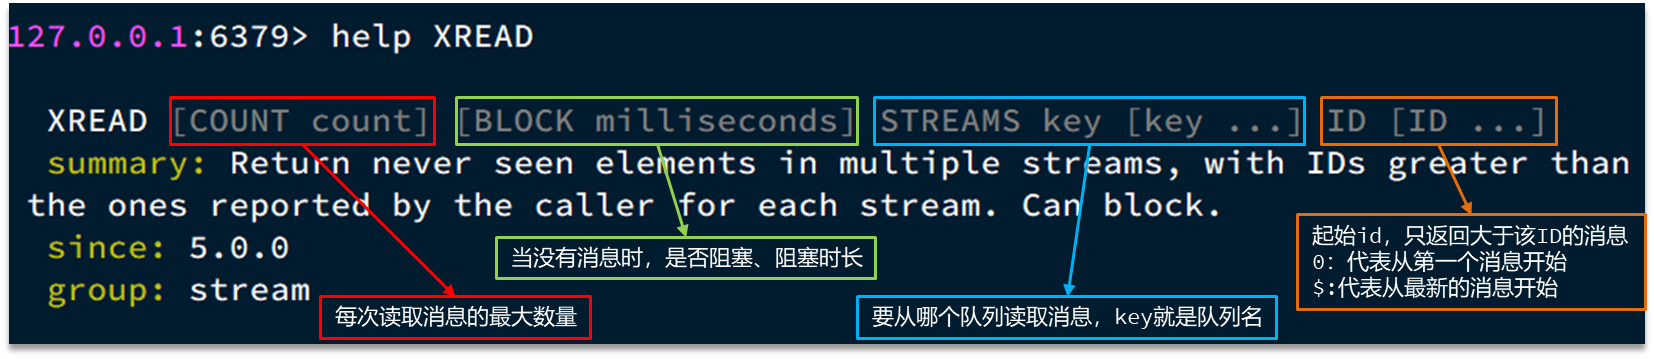 127.0.0.1:6379> help XREAD
XREAD [COUNT count] [BLOCK milliseconds] STREAMS key [key ...] ID [ID ...]
summary: Return never seen elements in multiple streams, with IDs greater than
the ones reported by the caller for each stream. Can block.
since: 5.0.0
group: stream
每次读取消息的最大数量
当没有消息时，是否阻塞、阻塞时长
要从哪个队列读取消息，key就是队列名
起始id，只返回大于该ID的消息
0：代表从第一个消息开始
$:代表从最新的消息开始